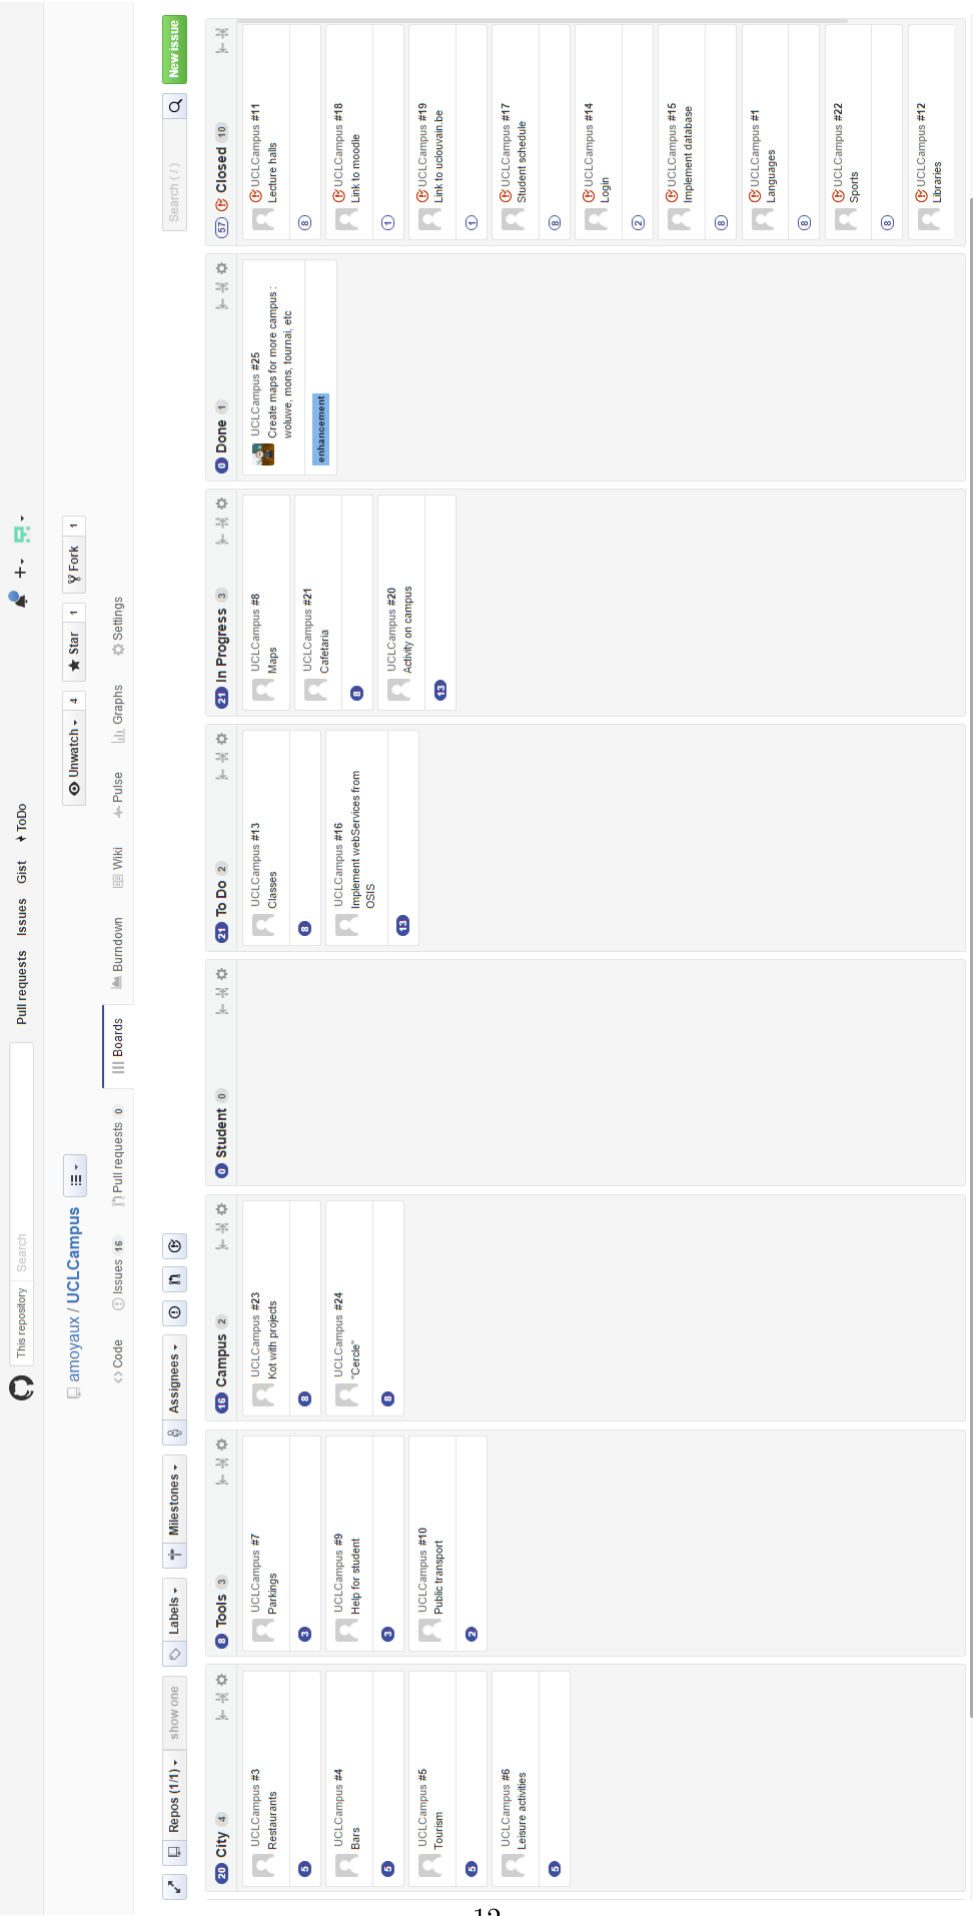 This repository Search
Pull requests Issues Gist ToDo
amoyaux / UCLCampus
Unwatch 4 Star 1 Fork 1
Code Issues 16 Pull requests 0 Boards Burndown Wiki Pulse Graphs Settings
Repos (1/1) show one Labels Milestones Assignees Search ( / ) New issue
20 City 4
UCLCampus #3
Restaurants
5
UCLCampus #4
Bars
5
UCLCampus #5
Tourism
5
UCLCampus #6
Leisure activities
5
8 Tools 3
UCLCampus #7
Parkings
3
UCLCampus #9
Help for student
3
UCLCampus #10
Public transport
2
16 Campus 2
UCLCampus #23
Kot with projects
8
UCLCampus #24
"Cercle"
8
0 Student 0
21 To Do 2
UCLCampus #13
Classes
8
UCLCampus #16
Implement webServices from
OSIS
13
21 In Progress 3
UCLCampus #8
Maps
UCLCampus #21
Cafetaria
8
UCLCampus #20
Activity on campus
13
0 Done 1
UCLCampus #25
Create maps for more campus :
woluwe, mons, tournai, etc
enhancement
57 Closed 10
UCLCampus #11
Lecture halls
8
UCLCampus #18
Link to moodle
1
UCLCampus #19
Link to uclouvain.be
1
UCLCampus #17
Student schedule
8
UCLCampus #14
Login
2
UCLCampus #15
Implement database
8
UCLCampus #1
Languages
8
UCLCampus #22
Sports
8
UCLCampus #12
Libraries
12